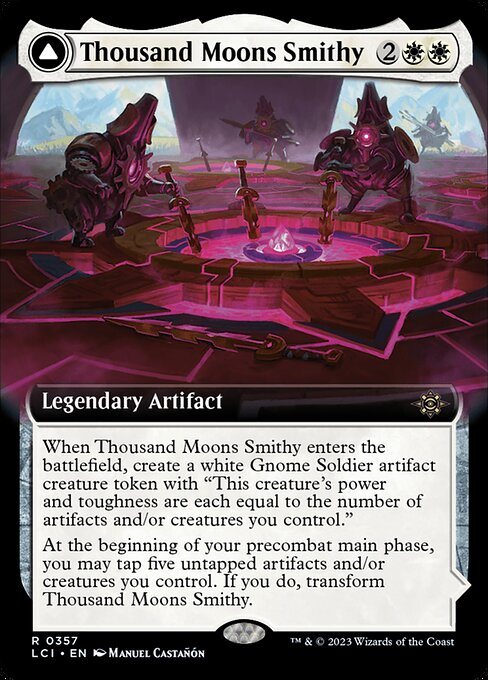 Thousand Moons Smithy 2
Legendary Artifact
When Thousand Moons Smithy enters the
battlefield, create a white Gnome Soldier artifact
creature token with “This creature’s power
and toughness are each equal to the number of
artifacts and/or creatures you control.”
At the beginning of your precombat main phase,
you may tap five untapped artifacts and/or
creatures you control. If you do, transform
Thousand Moons Smithy.
R 0357
LCI • EN Manuel Castañón
™ & © 2023 Wizards of the Coast